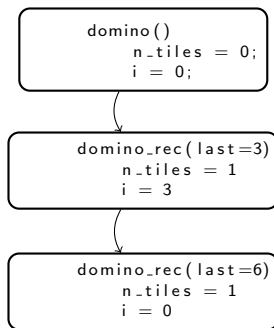 domino()
n_tiles = 0;
i = 0;
domino_rec(last=3)
n_tiles = 1
i = 3
domino_rec(last=6)
n_tiles = 1
i = 0